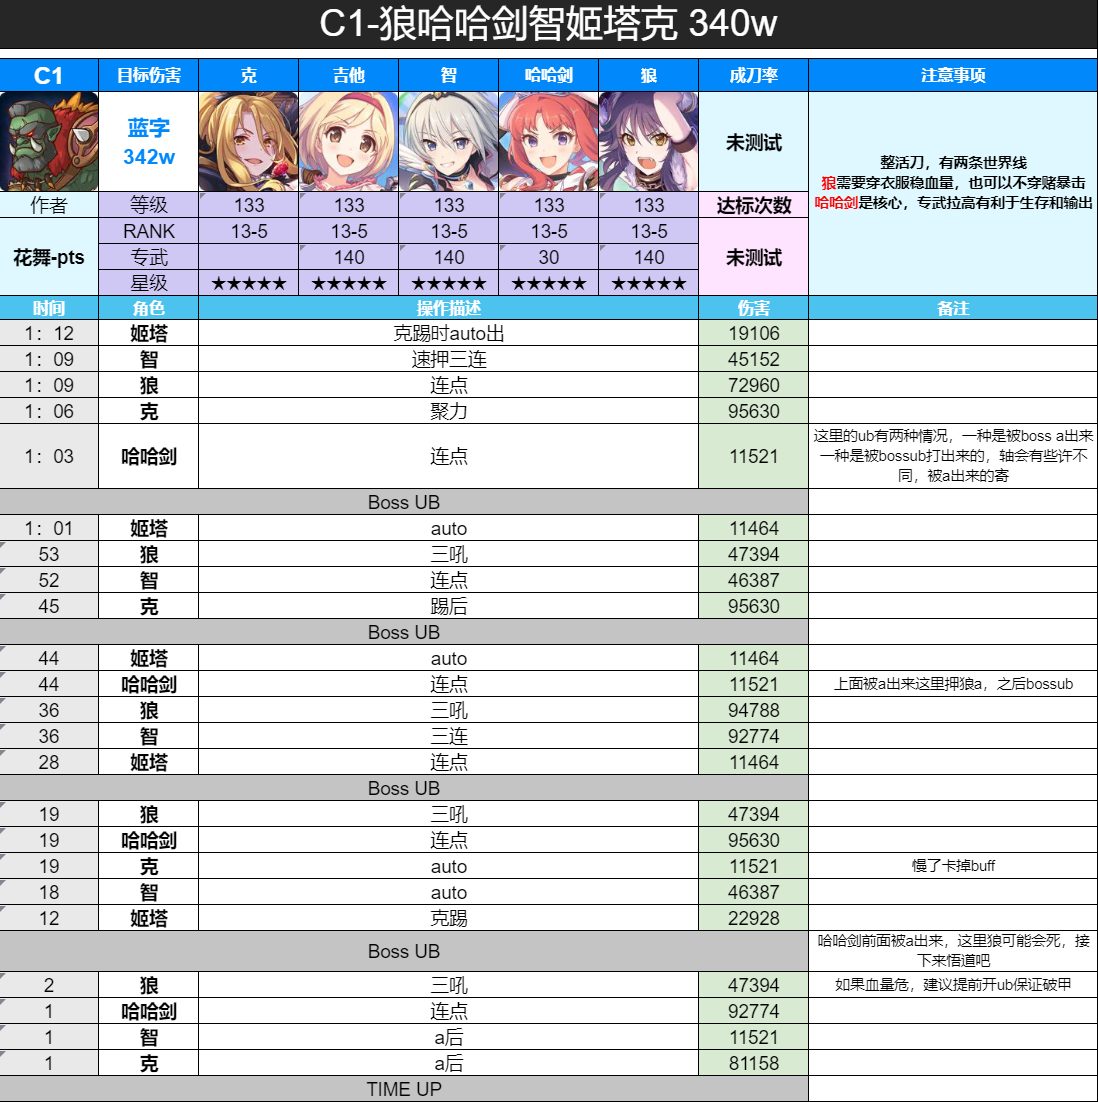 C1-狼哈哈剑智姬塔克 340w
C1 目标伤害 克 吉他 智 哈哈剑 狼 成刀率 注意事项
蓝字
342w
未测试
整活刀，有两条世界线
狼需要穿衣服稳血量，也可以不穿赌暴击
哈哈剑是核心，专武拉高有利于生存和输出
作者 等级 133 133 133 133 133 达标次数
花舞-pts
RANK 13-5 13-5 13-5 13-5 13-5
专武 140 140 30 140 未测试
星级 ★★★★★ ★★★★★ ★★★★★ ★★★★★ ★★★★★
时间 角色 操作描述 伤害 备注
1：12 姬塔 克踢时auto出 19106
1：09 智 速押三连 45152
1：09 狼 连点 72960
1：06 克 聚力 95630
1：03 哈哈剑 连点 11521
这里的ub有两种情况，一种是被boss a出来
一种是被bossub打出来的，轴会有些许不
同，被a出来的寄
Boss UB
1：01 姬塔 auto 11464
53 狼 三吼 47394
52 智 连点 46387
45 克 踢后 95630
Boss UB
44 姬塔 auto 11464
44 哈哈剑 连点 11521 上面被a出来这里押狼a，之后bossub
36 狼 三吼 94788
36 智 三连 92774
28 姬塔 连点 11464
Boss UB
19 狼 三吼 47394
19 哈哈剑 连点 95630
19 克 auto 11521 慢了卡掉buff
18 智 auto 46387
12 姬塔 克踢 22928
Boss UB
哈哈剑前面被a出来，这里狼可能会死，接
下来悟道吧
2 狼 三吼 47394 如果血量危，建议提前开ub保证破甲
1 哈哈剑 连点 92774
1 智 a后 11521
1 克 a后 81158
TIME UP